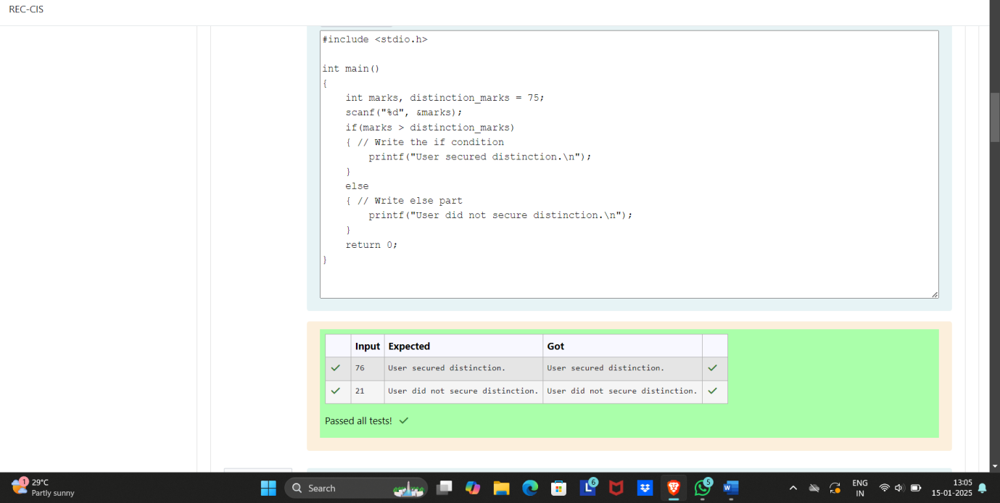 REC-CIS
#include <stdio.h>
int main()
{
int marks, distinction_marks = 75;
scanf("%d", &marks);
if(marks > distinction_marks)
{ // Write the if condition
printf("User secured distinction.\n");
}
else
{ // Write else part
printf("User did not secure distinction.\n");
}
return 0;
}
Input Expected Got
76 User secured distinction. User secured distinction.
21 User did not secure distinction. User did not secure distinction.
Passed all tests!
1 29°C
Partly sunny
Search
L 6
5
W
ENG
IN
13:05
15-01-2025